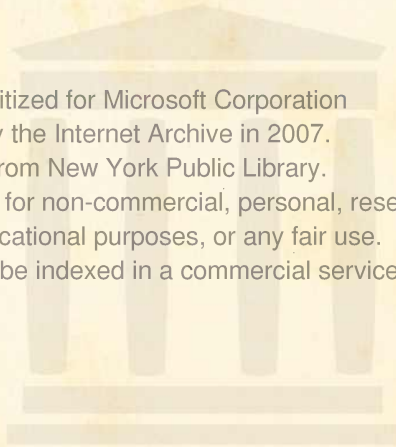 itized for Microsoft Corporation
the Internet Archive in 2007.
rom New York Public Library.
for non-commercial, personal, rese
cational purposes, or any fair use.
be indexed in a commercial service